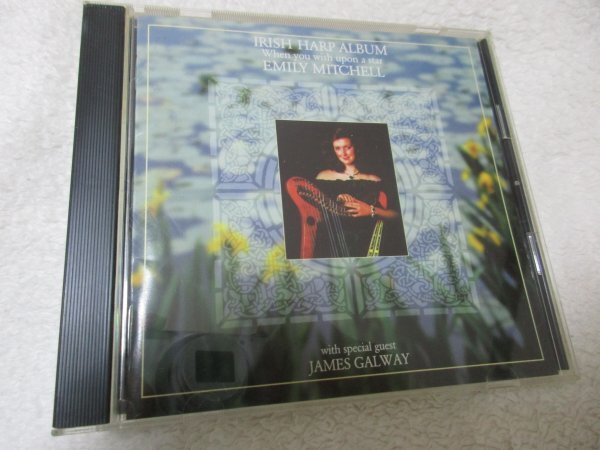 IRISH HARP ALBUM
When you wish upon a star
EMILY MITCHELL
with special guest
JAMES GALWAY